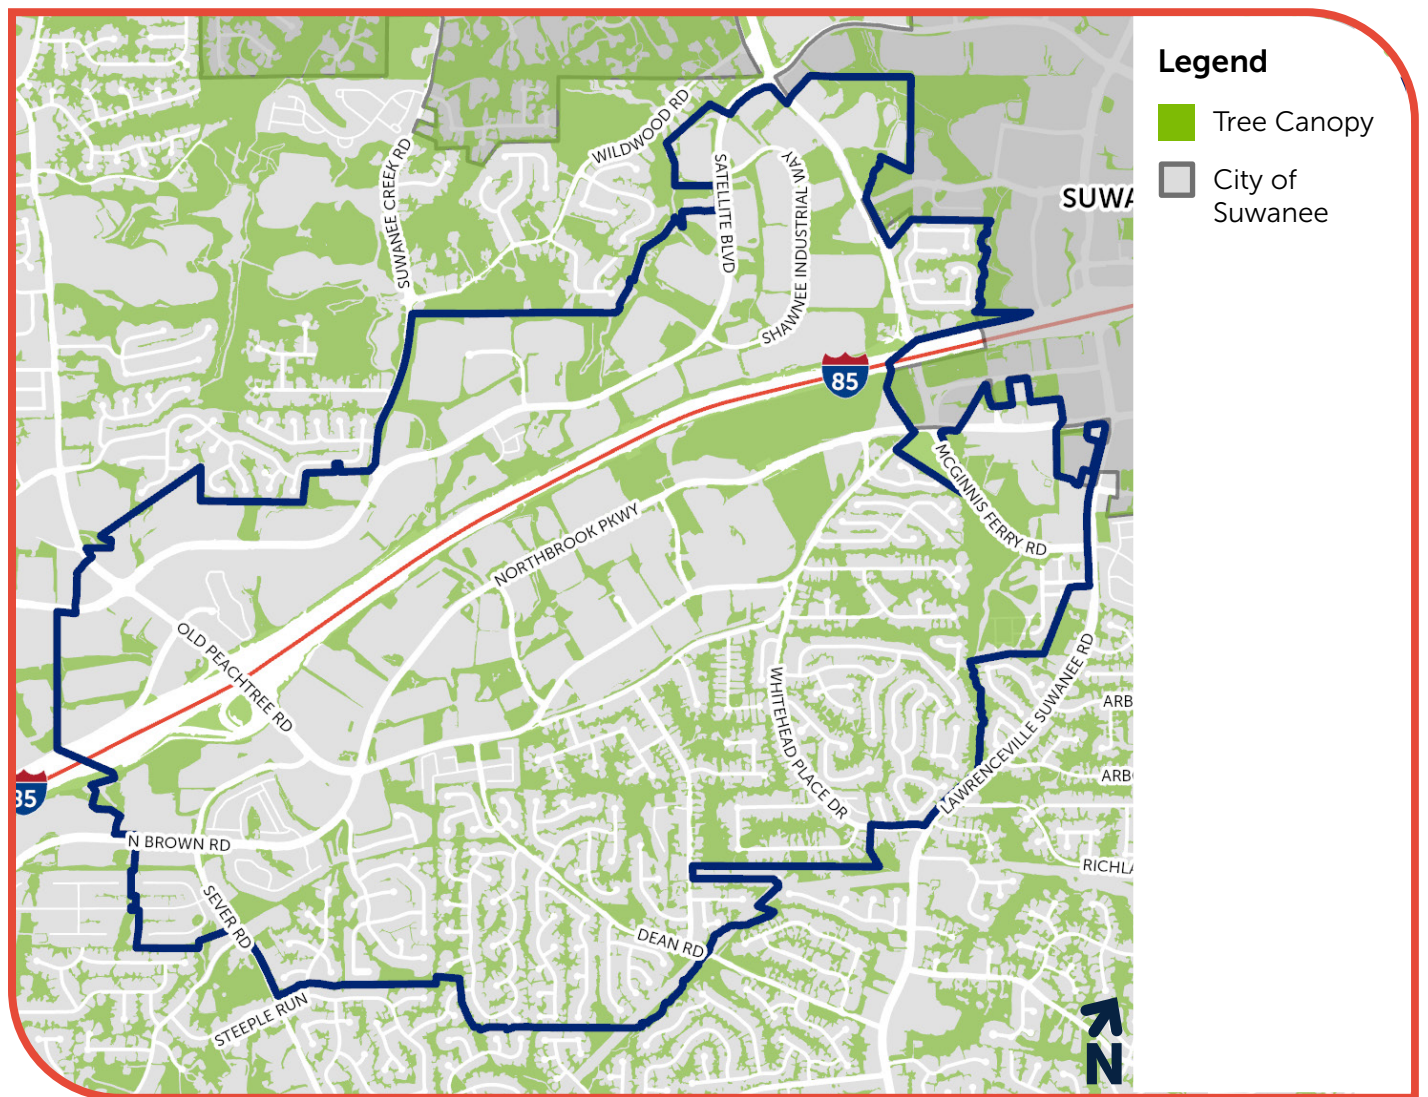 Legend
Tree Canopy
City of
Suwanee
SUWA
WILDWOOD RD
SUWANEE CREEK RD
SATELLITE BLVD
SHAWNEE INDUSTRIAL WAY
85
MCGINNIS FERRY RD
NORTHBROOK PKWY
OLD PEACHTREE RD
WHITEHEAD PLACE DR
LAWRENCEVILLE SUWANEE RD
ARB
ARB
85
N BROWN RD
RICHLA
SEVER RD
DEAN RD
STEEPLE RUN
N